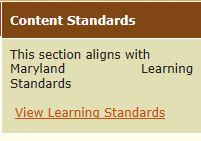 Content Standards
This section aligns with
Maryland Learning
Standards
View Learning Standards